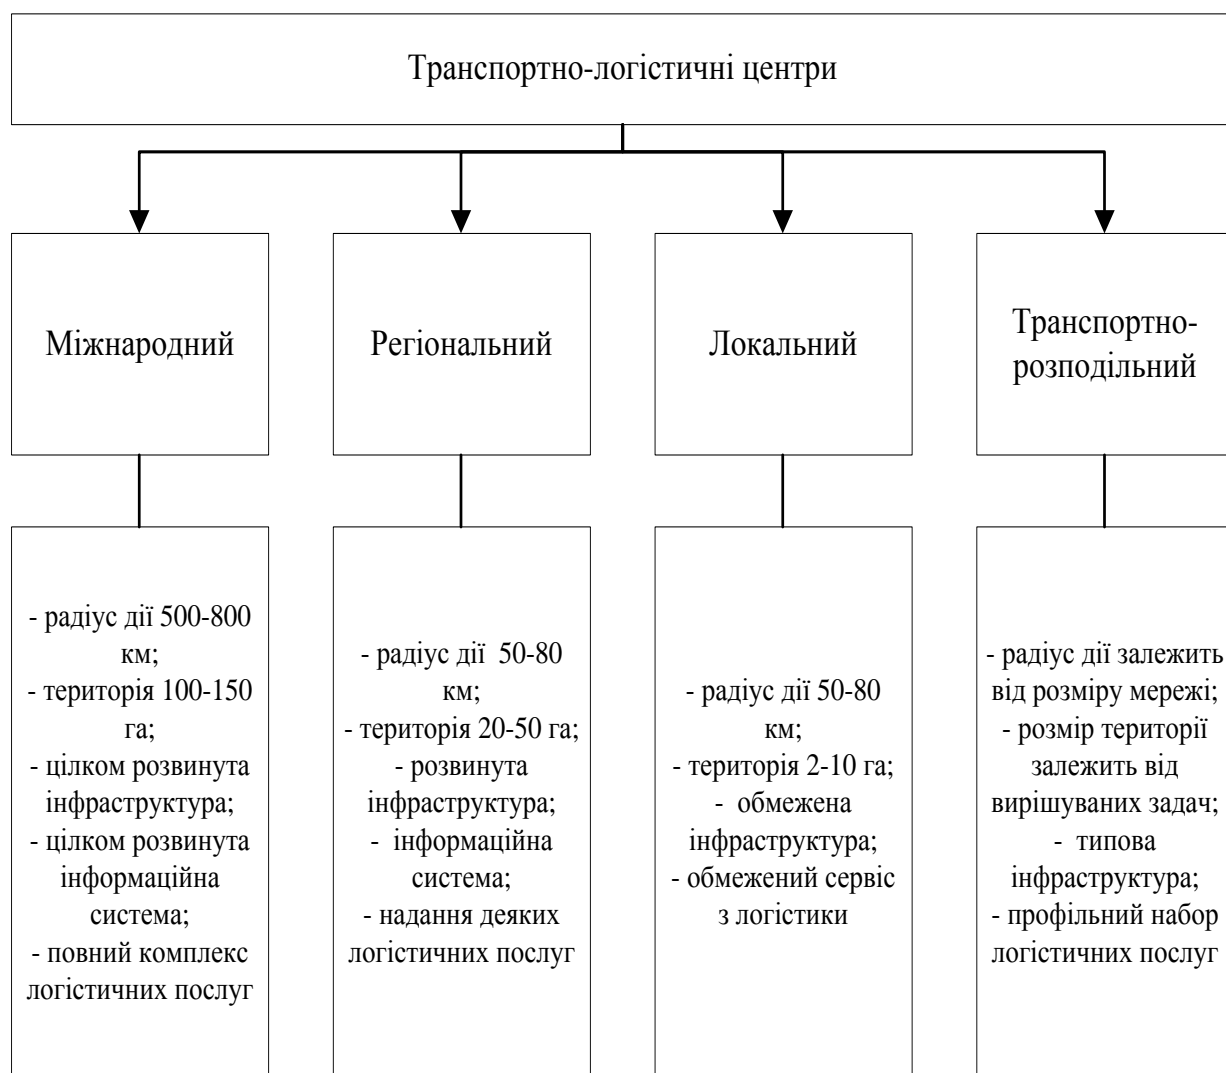 Транспортно-логістичні центри
Міжнародний
Регіональний
Локальний
Транспортно-
розподільний
- радіус дії 500-800
км;
- територія 100-150
га;
- цілком розвинута
інфраструктура;
- цілком розвинута
інформаційна
система;
- повний комплекс
логістичних послуг
- радіус дії  50-80
км;
- територія 20-50 га;
- розвинута
інфраструктура;
-  інформаційна
система;
- надання деяких
логістичних послуг
- радіус дії 50-80
км;
- територія 2-10 га;
-  обмежена
інфраструктура;
- обмежений сервіс
з логістики
- радіус дії залежить
від розміру мережі;
- розмір території
залежить від
вирішуваних задач;
-  типова
інфраструктура;
- профільний набор
логістичних послуг